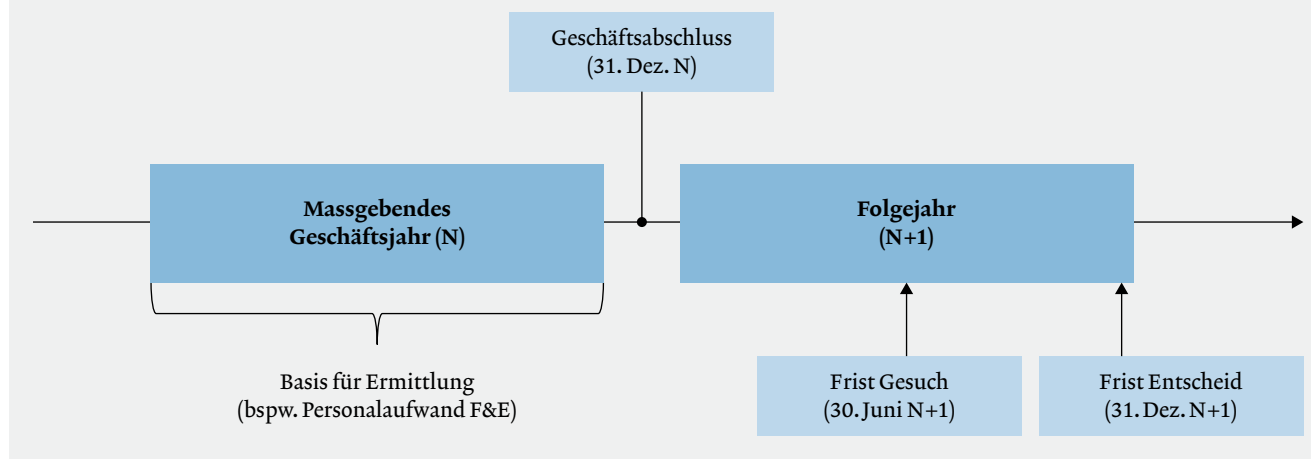 Geschäftsabschluss
(31. Dez. N)
Massgebendes
Geschäftsjahr (N)
Folgejahr
(N+1)
Basis für Ermittlung
(bspw. Personalaufwand F&E)
Frist Gesuch
(30. Juni N+1)
Frist Entscheid
(31. Dez. N+1)